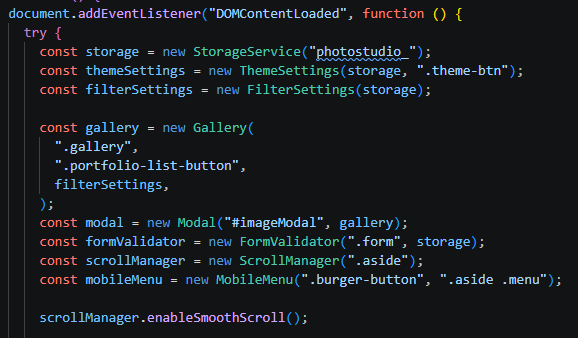 document.addEventListener("DOMContentLoaded", function () {
try {
const storage = new StorageService("photostudio_");
const themeSettings = new ThemeSettings(storage, ".theme-btn");
const filterSettings = new FilterSettings(storage);
const gallery = new Gallery(
".gallery",
".portfolio-list-button",
filterSettings,
);
const modal = new Modal("#imageModal", gallery);
const formValidator = new FormValidator(".form", storage);
const scrollManager = new ScrollManager(".aside");
const mobileMenu = new MobileMenu(".burger-button", ".aside .menu");
scrollManager.enableSmoothScroll();